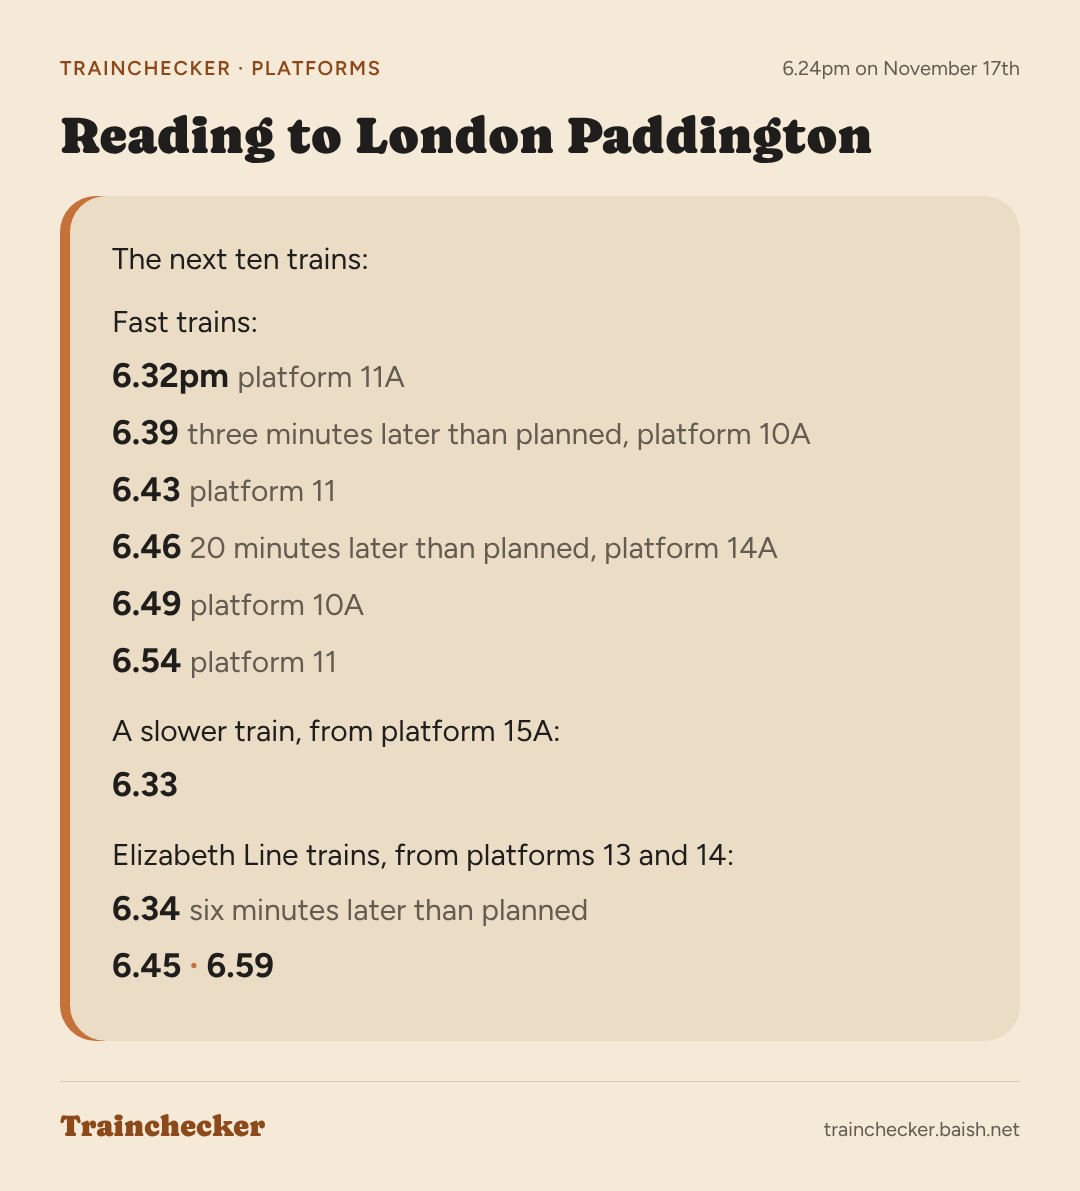 TRAINCHECKER · PLATFORMS
6.24pm on November 17th
Reading to London Paddington
The next ten trains:
Fast trains:
6.32pm platform 11A
6.39 three minutes later than planned, platform 10A
6.43 platform 11
6.46 20 minutes later than planned, platform 14A
6.49 platform 10A
6.54 platform 11
A slower train, from platform 15A:
6.33
Elizabeth Line trains, from platforms 13 and 14:
6.34 six minutes later than planned
6.45 · 6.59
Trainchecker
trainchecker.baish.net